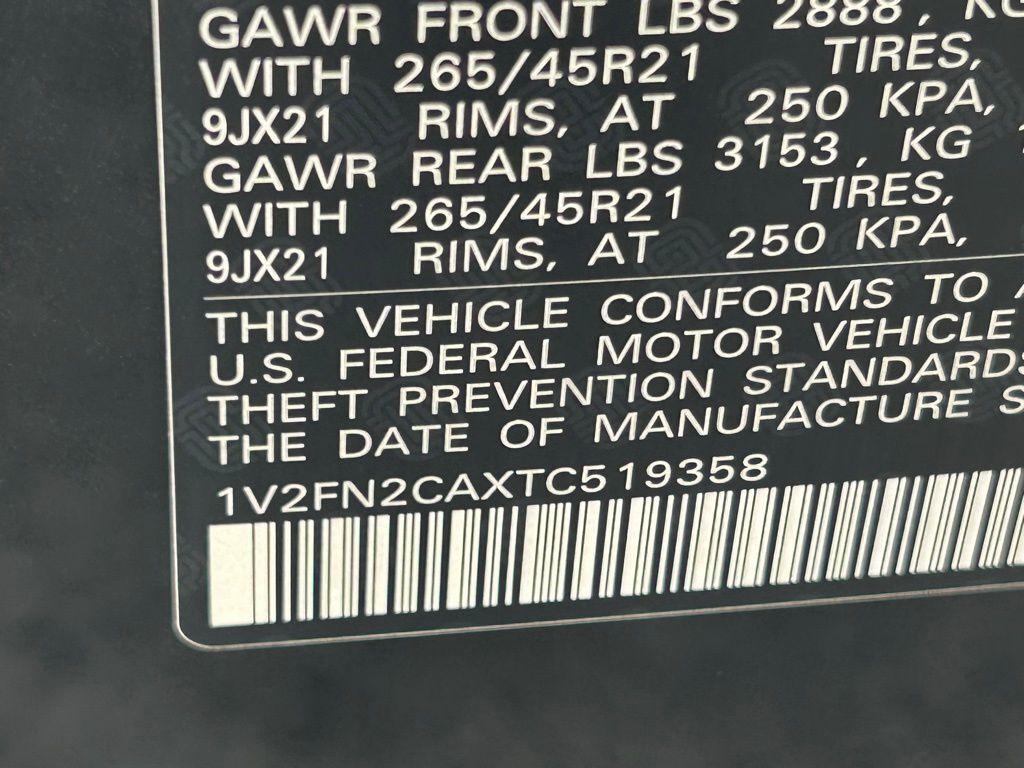 GAWR FRONT LBS 2888, KG
WITH 265/45R21 TIRES,
9JX21 RIMS, AT 250 KPA,
GAWR REAR LBS 3153, KG
WITH 265/45R21 TIRES,
9JX21 RIMS, AT 250 KPA,
THIS VEHICLE CONFORMS TO
U.S. FEDERAL MOTOR VEHICLE
THEFT PREVENTION STANDARDS
THE DATE OF MANUFACTURE
1V2FN2CAXTC519358